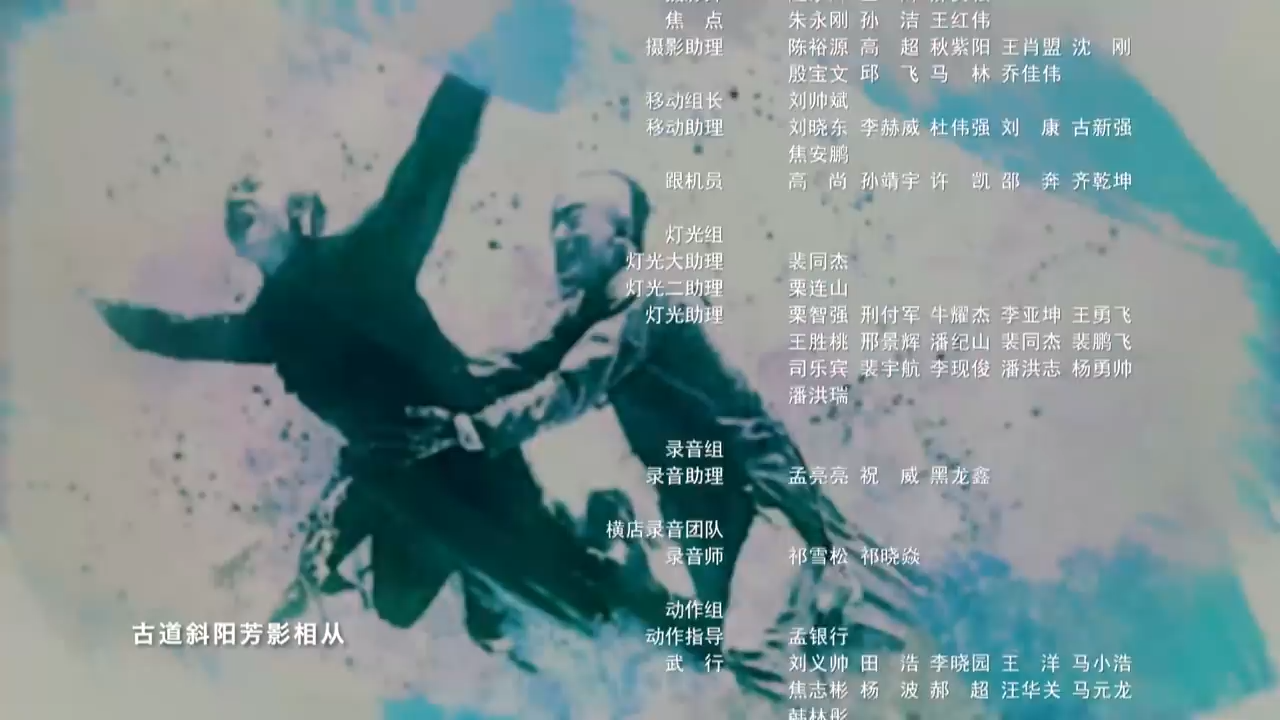 焦 点 朱永刚 孙 洁 王红伟
摄影助理 陈裕源 高 超 秋紫阳 王肖盟 沈 刚
殷宝文 邱 飞 马 林 乔佳伟
移动组长 刘帅斌
移动助理 刘晓东 李赫威 杜伟强 刘 康 古新强
焦安鹏
跟机员 高 尚 孙靖宇 许 凯 邵 奔 齐乾坤
灯光组
灯光大助理 裴同杰
灯光二助理 栗连山
灯光助理 栗智强 刑付军 牛耀杰 李亚坤 王勇飞
王胜桃 邢景辉 潘纪山 裴同杰 裴鹏飞
司乐宾 裴宇航 李现俊 潘洪志 杨勇帅
潘洪瑞
录音组
录音助理 孟亮亮 祝 威 黑龙鑫
横店录音团队
录音师 祁雪松 祁晓焱
动作组
动作指导 孟银行
武 行 刘义帅 田 浩 李晓园 王 洋 马小浩
焦志彬 杨 波 郝 超 汪华关 马元龙
韩林彤
古道斜阳芳影相从